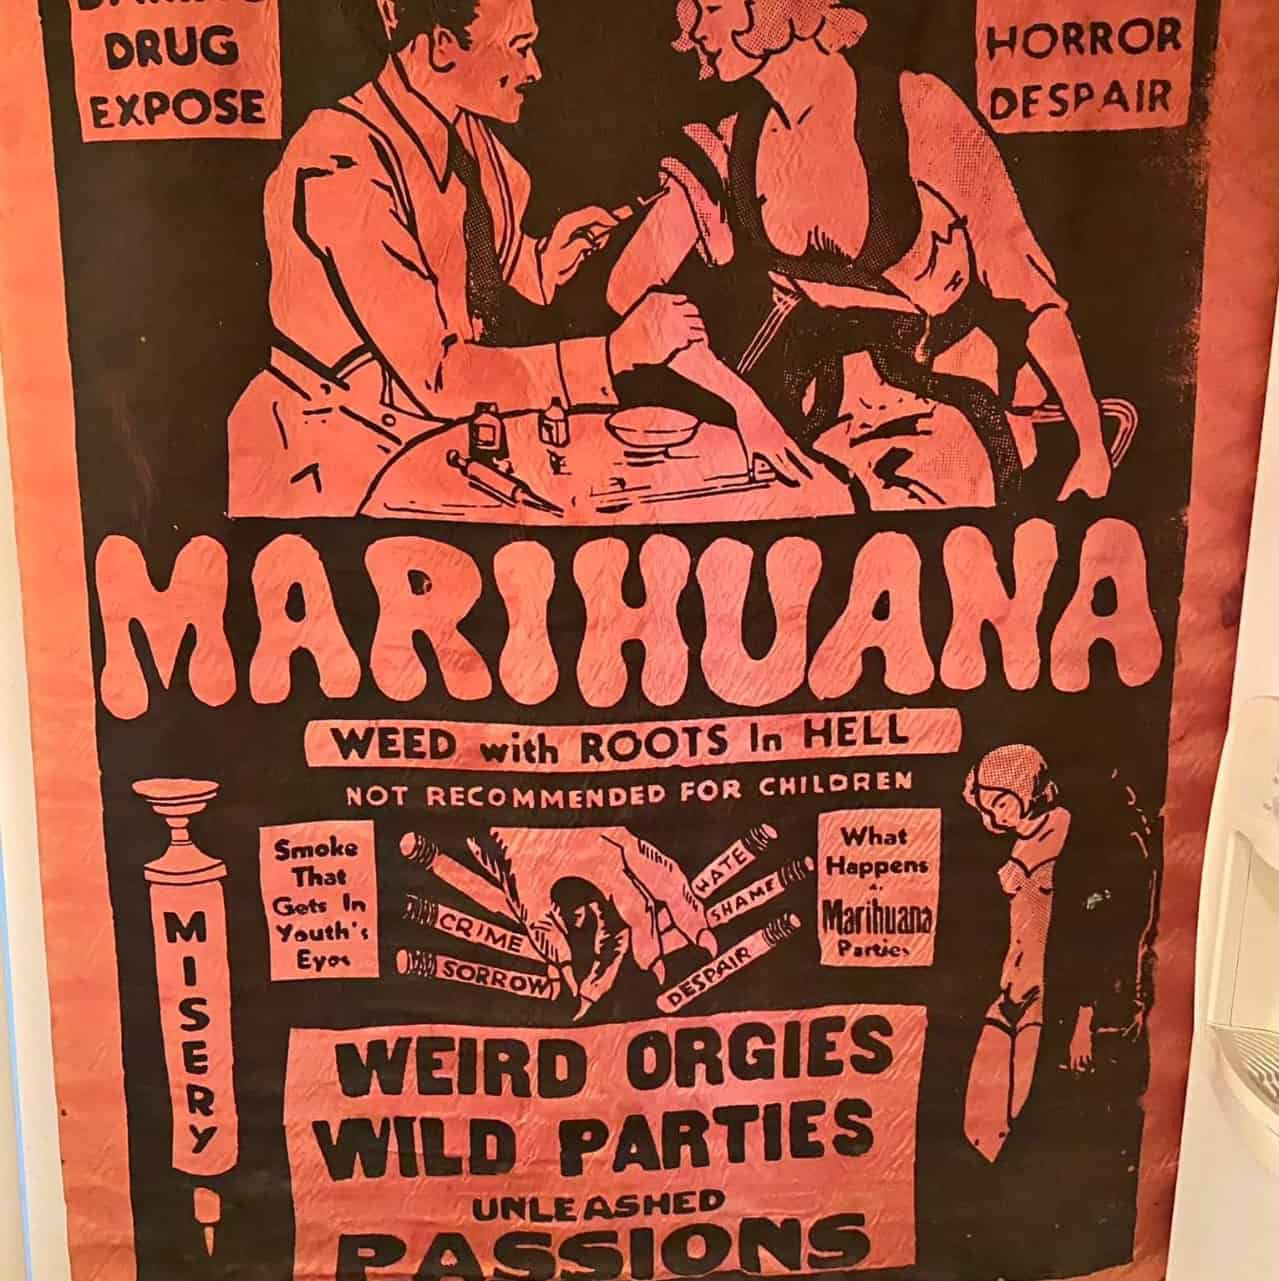 DRUG
EXPOSE
HORROR
DESPAIR
H
MARIHUANA
WEED with ROOTS In HELL
NOT RECOMMENDED FOR CHILDREN
MISERY
Smoke
That
Gets In
Youth's
Eyes
CRIME
SORROW
HATE
SHAME
DESPAIR
What
Happens
Marihuana
Parties
WEIRD ORGIES
WILD PARTIES
UNLEASHED
PASSIONS